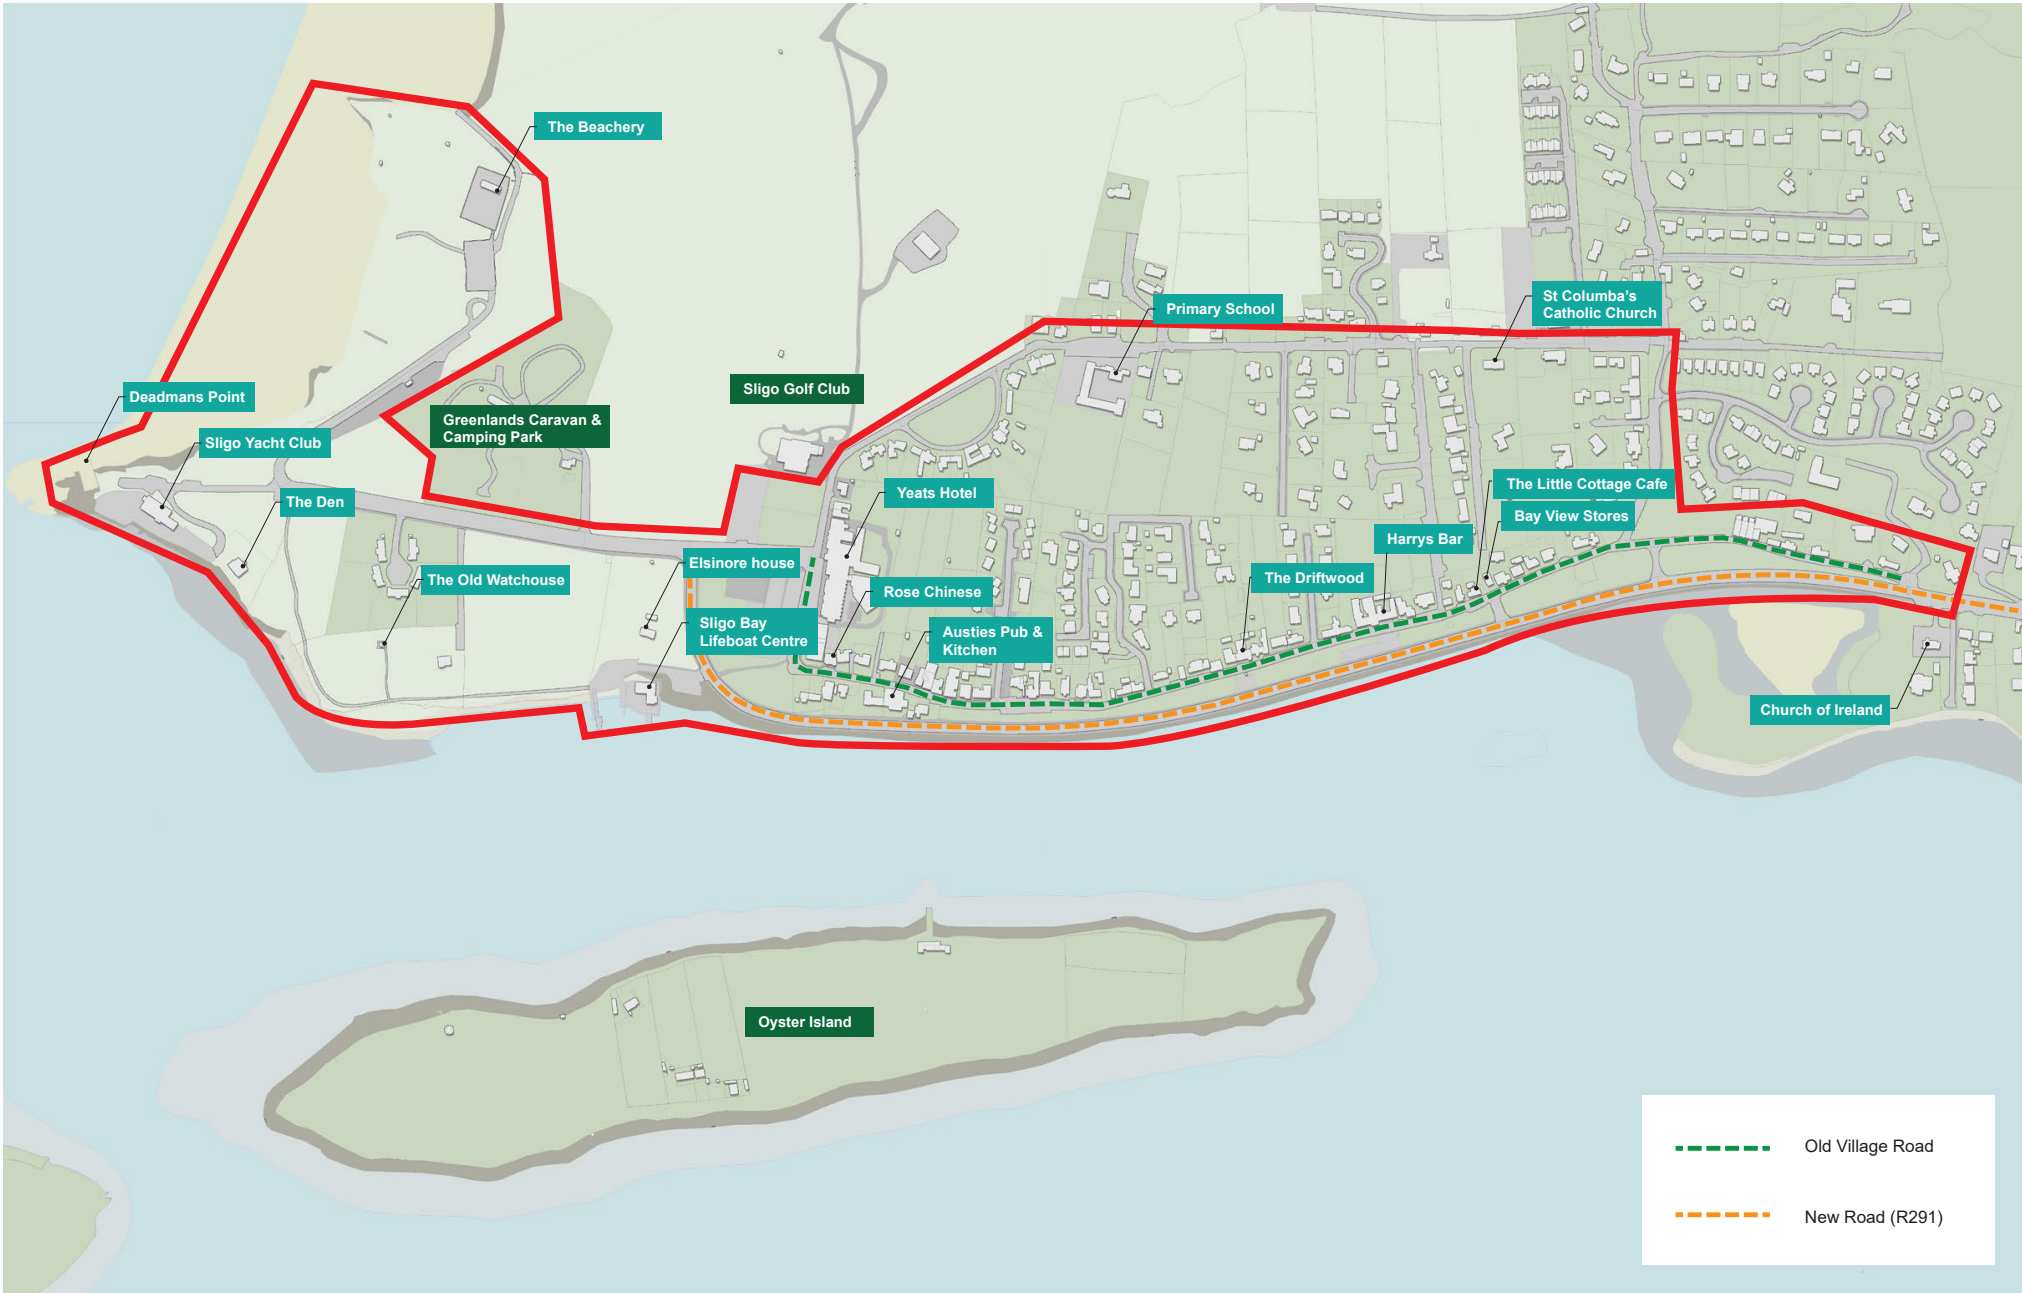 The Beachery
St Columba's
Catholic Church
Primary School
Deadmans Point
Sligo Golf Club
Greenlands Caravan &
Camping Park
Sligo Yacht Club
The Den
Yeats Hotel
The Little Cottage Cafe
Bay View Stores
Harrys Bar
Elsinore house
The Old Watchouse
The Driftwood
Rose Chinese
Sligo Bay
Lifeboat Centre
Austies Pub &
Kitchen
Church of Ireland
Oyster Island
Old Village Road
New Road (R291)